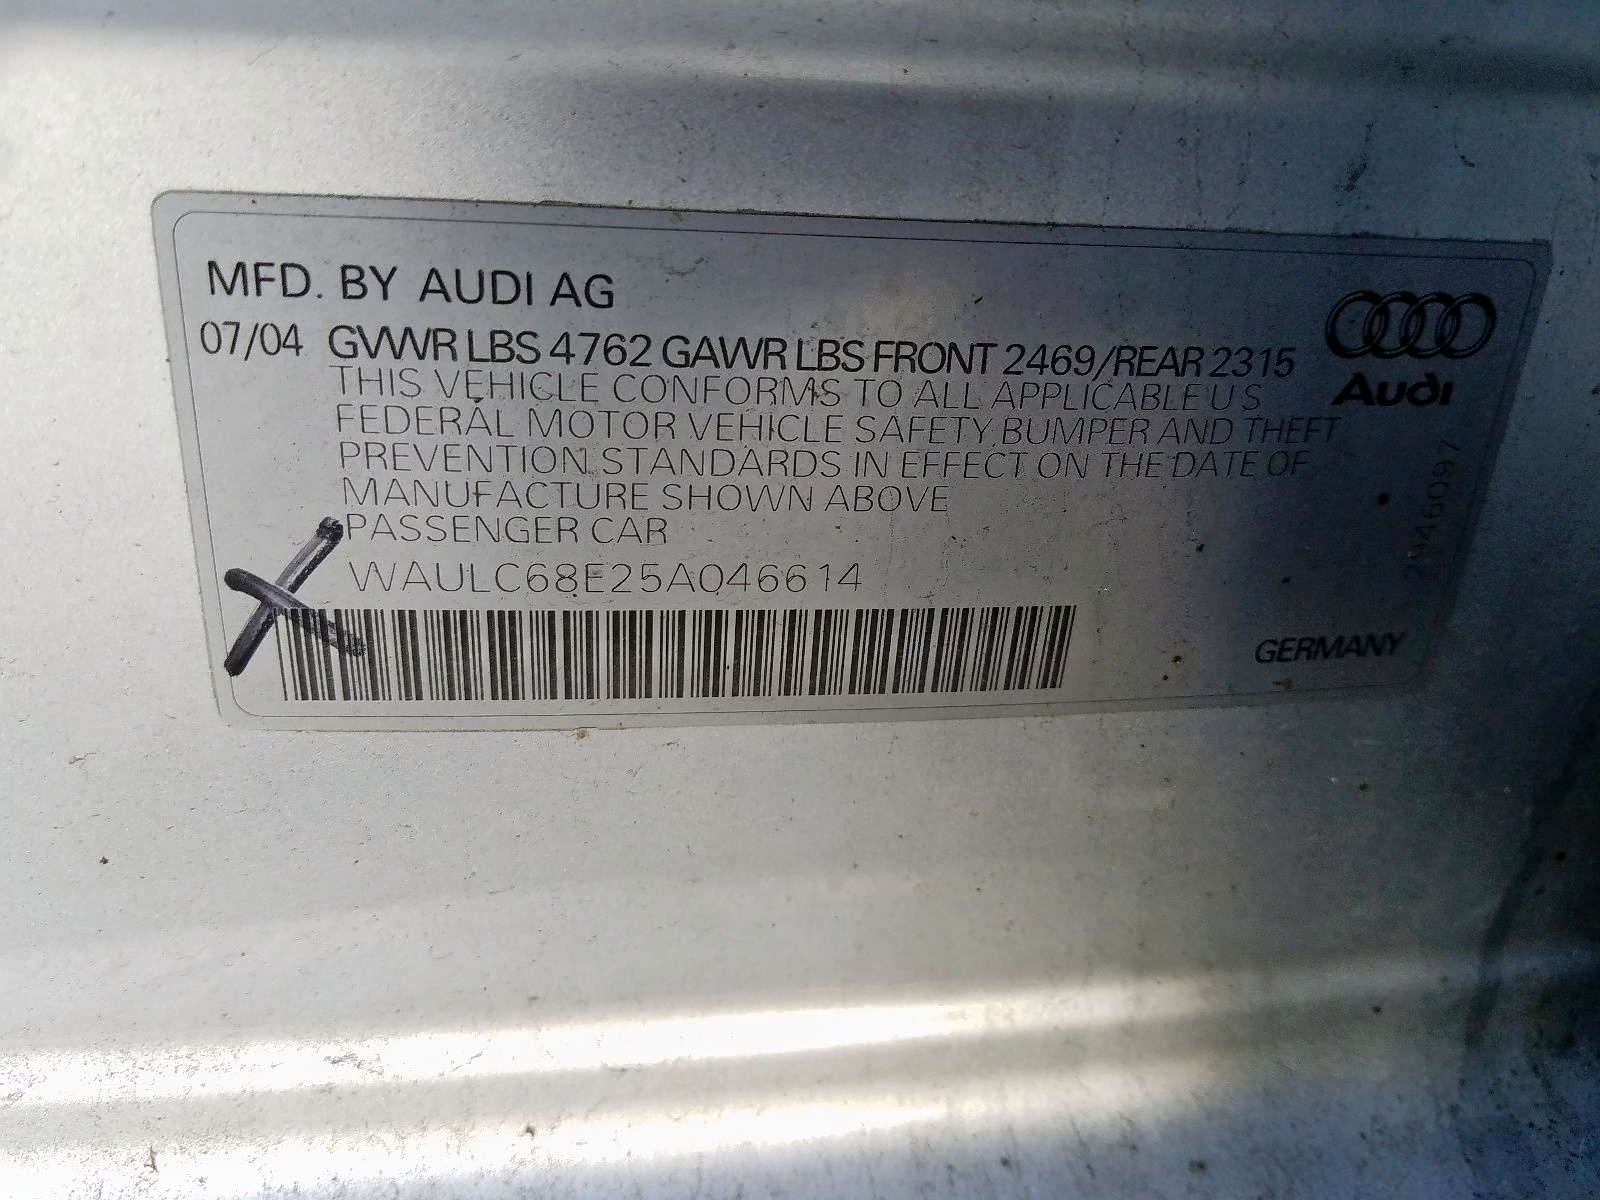 MFD. BY AUDI AG
07/04 GVWR LBS 4762 GAWR LBS FRONT 2469/REAR 2315
THIS VEHICLE CONFORMS TO ALL APPLICABLE U S
FEDERAL MOTOR VEHICLE SAFETY, BUMPER AND THEFT
PREVENTION STANDARDS IN EFFECT ON THE DATE OF
MANUFACTURE SHOWN ABOVE
PASSENGER CAR
WAULC68E25A046614
Audi
GERMANY